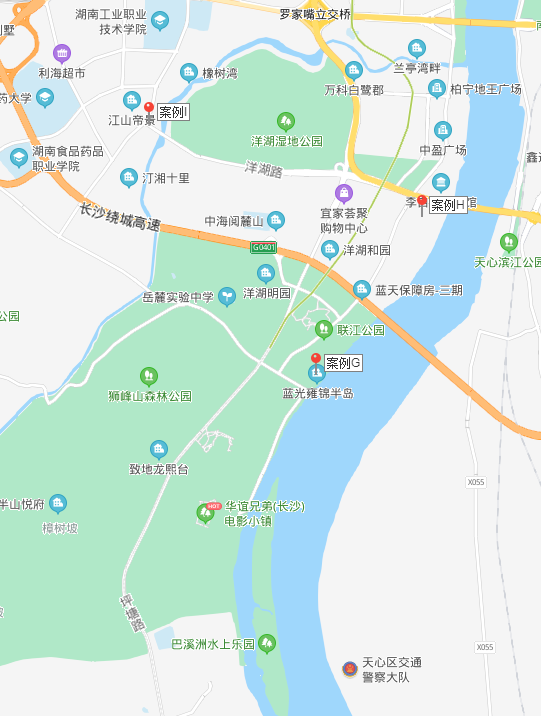 湖南工业职业
技术学院
罗家嘴立交桥
别墅
利海超市
橡树湾
兰亭湾畔
万科白鹭郡
柏宁地王广场
药大学
江山帝景
案例I
洋湖湿地公园
中盈广场
湖南食品药品
职业学院
洋湖路
鑫
汀湘十里
宜家荟聚
购物中心
李
案例H
馆
长沙绕城高速
中海阅麓山
G0401
洋湖和园
天心滨江公园
洋湖明园
岳麓实验中学
蓝天保障房-三期
公园
联江公园
案例G
狮峰山森林公园
蓝光雍锦半岛
致地龙熙台
X055
半山悦府
樟树坡
HOT
华谊兄弟(长沙)
电影小镇
坪塘路
巴溪洲水上乐园
X055
天心区交通
警察大队